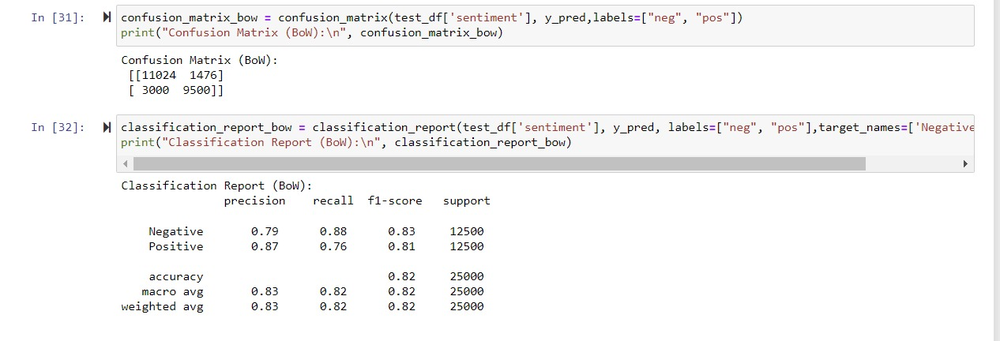 In [31]: confusion_matrix_bow = confusion_matrix(test_df['sentiment'], y_pred,labels=["neg", "pos"])
print("Confusion Matrix (BoW):\n", confusion_matrix_bow)
Confusion Matrix (BoW):
[[11024 1476]
[ 3000 9500]]
In [32]: classification_report_bow = classification_report(test_df['sentiment'], y_pred, labels=["neg", "pos"],target_names=['Negative
print("Classification Report (BoW):\n", classification_report_bow)
Classification Report (BoW):
precision recall f1-score support
Negative 0.79 0.88 0.83 12500
Positive 0.87 0.76 0.81 12500
accuracy 0.82 25000
macro avg 0.83 0.82 0.82 25000
weighted avg 0.83 0.82 0.82 25000